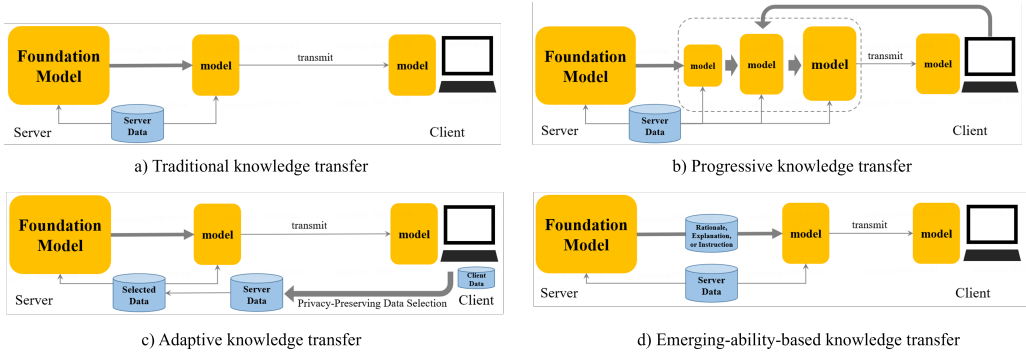 Foundation
Model
model
transmit
model
Server
Data
Server
Client
a) Traditional knowledge transfer
Foundation
Model
model
model
model
transmit
model
Server
Data
Server
Client
b) Progressive knowledge transfer
Foundation
Model
model
transmit
model
Selected
Data
Server Data
Client
Data
Server
Privacy-Preserving Data Selection
Client
c) Adaptive knowledge transfer
Foundation
Model
Rationale,
Explanation,
or Instruction
model
transmit
model
Server
Data
Server
Client
d) Emerging-ability-based knowledge transfer